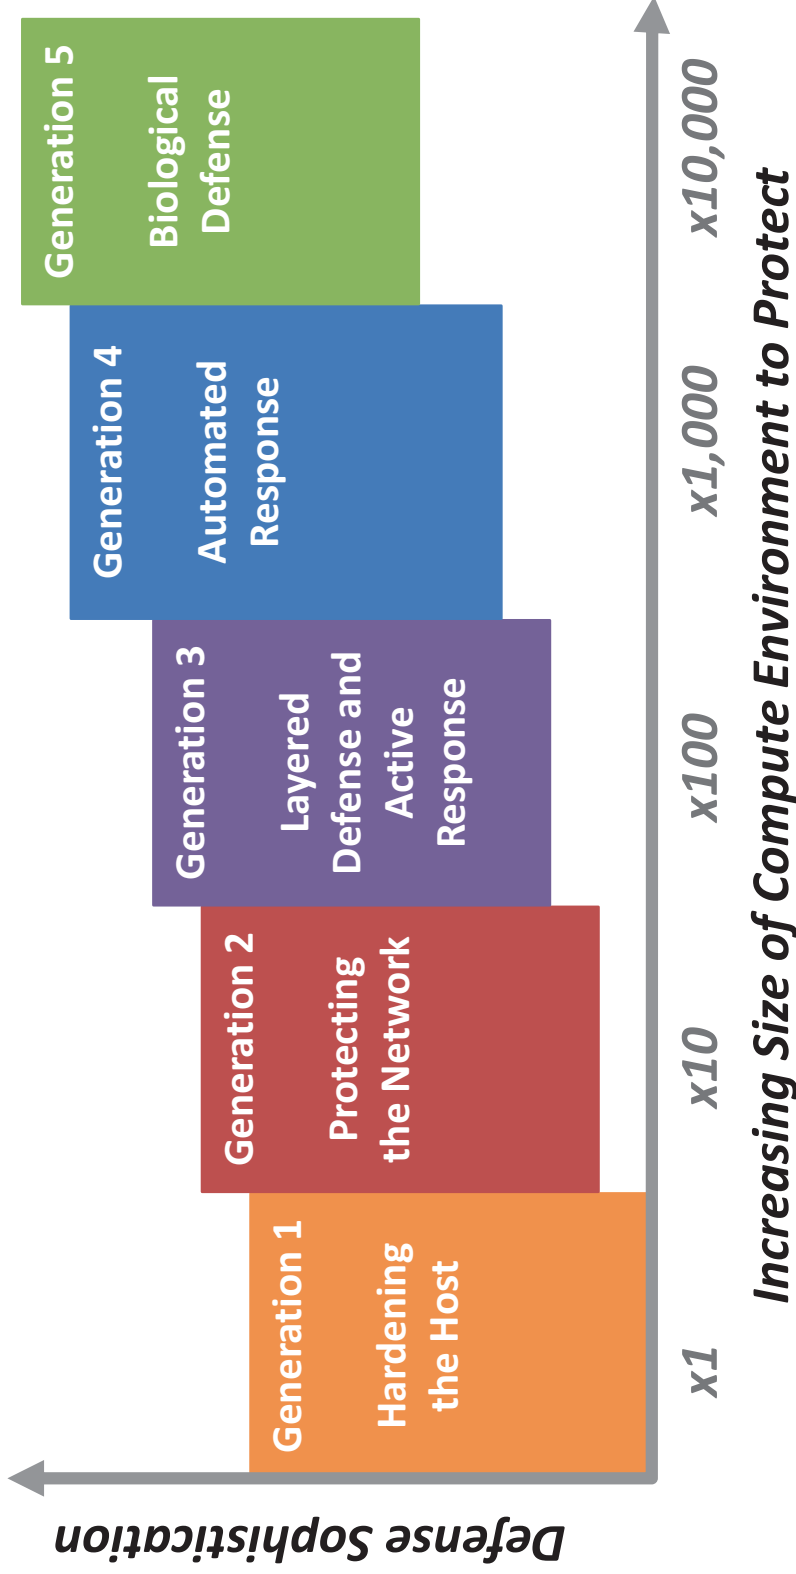 Defense Sophistication
Generation 1
Hardening
the Host
Generation 2
Protecting
the Network
Generation 3
Layered
Defense and
Active
Response
Generation 4
Automated
Response
Generation 5
Biological
Defense
x1
x10
x100
x1,000
x10,000
Increasing Size of Compute Environment to Protect